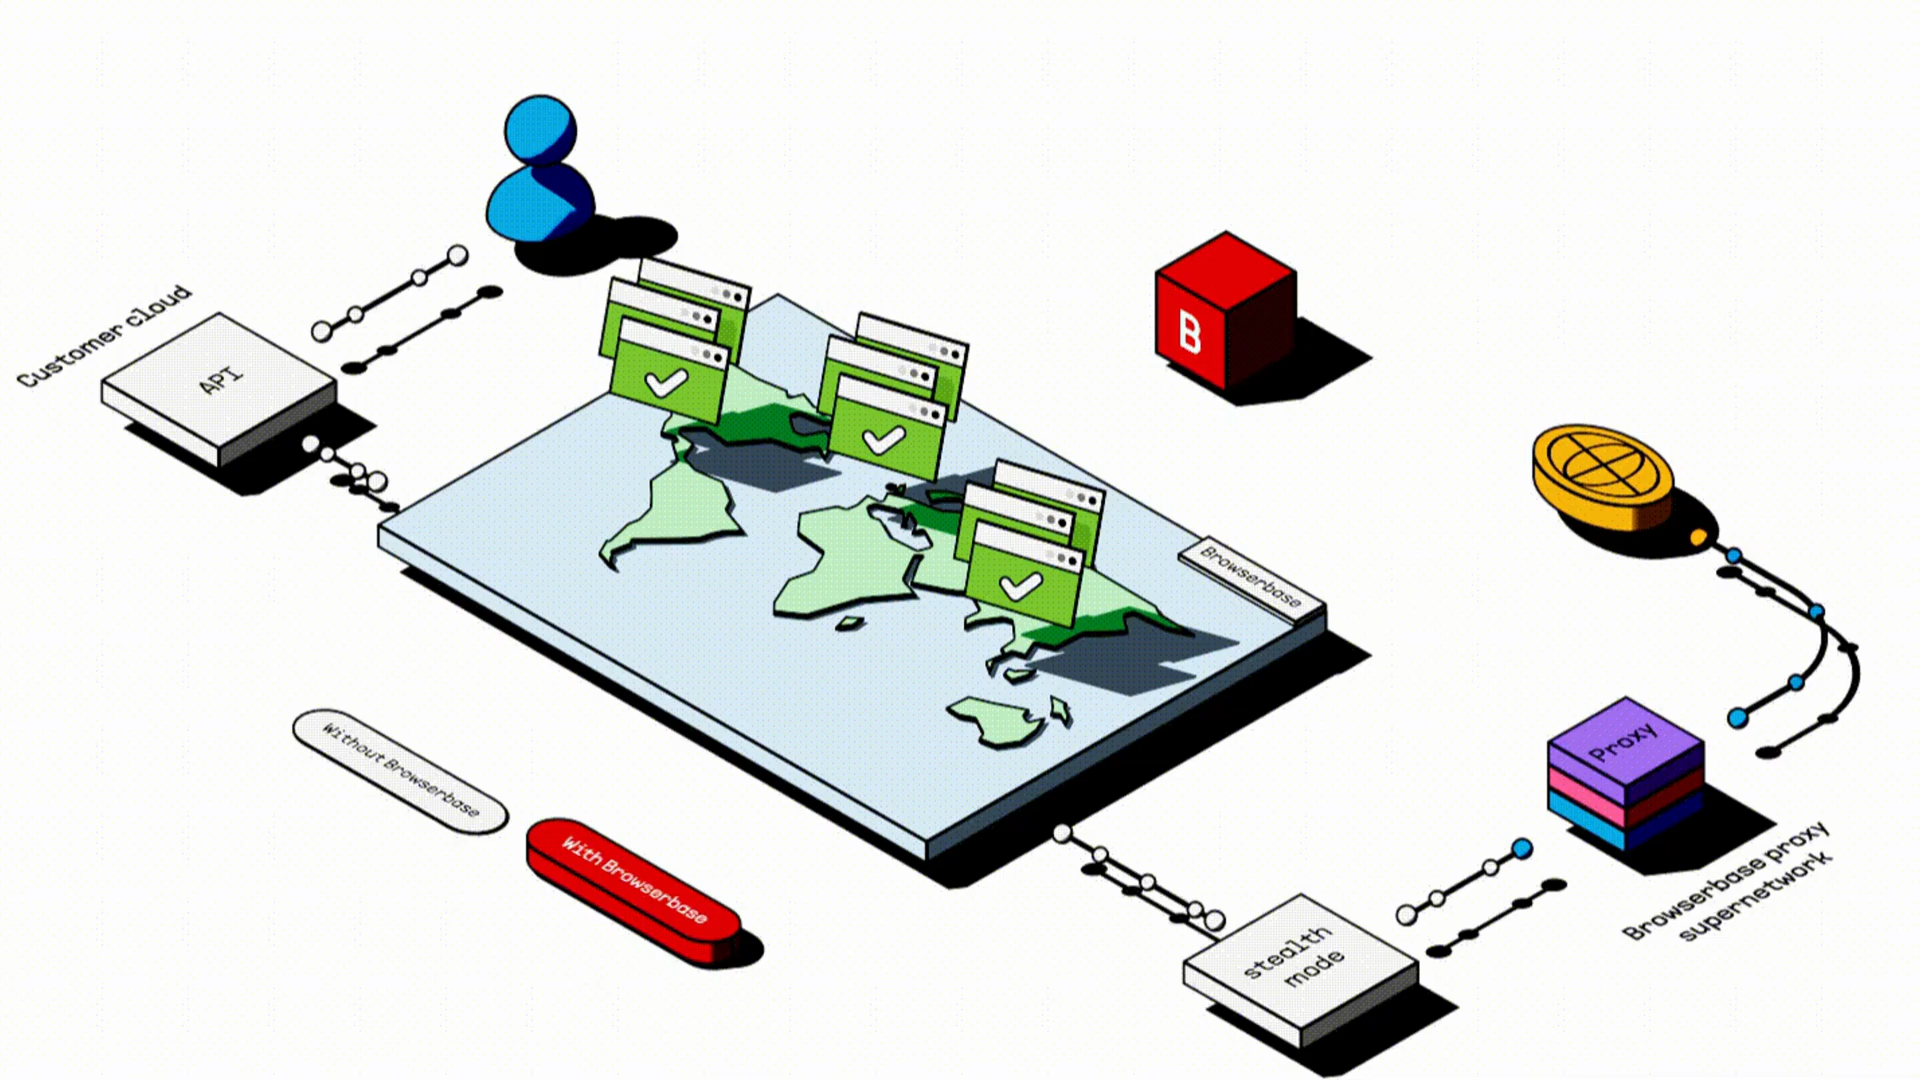 Customer cloud
API
B
Browserbase
Without Browserbase
With Browserbase
Proxy
Browserbase proxy
supernetwork
stealth
mode